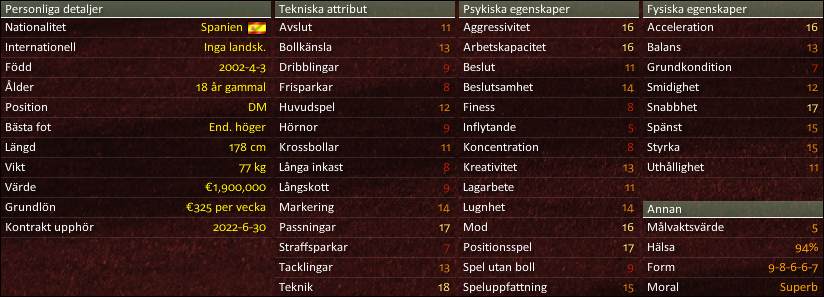 Personliga detaljer
Nationalitet Spanien
Internationell Inga landsk.
Född 2002-4-3
Ålder 18 år gammal
Position DM
Bästa fot End. höger
Längd 178 cm
Vikt 77 kg
Värde €1,900,000
Grundlön €325 per vecka
Kontrakt upphör 2022-6-30
Tekniska attribut
Avslut 11
Bollkänsla 13
Dribblingar 9
Frisparkar 8
Huvudspel 12
Hörnor 9
Krossbollar 11
Långa inkast 8
Långskott 9
Markering 14
Passningar 17
Straffsparkar 7
Tacklingar 13
Teknik 18
Psykiska egenskaper
Aggressivitet 16
Arbetskapacitet 16
Beslut 11
Beslutsamhet 14
Finess 8
Inflytande 5
Koncentration 8
Kreativitet 13
Lagarbete 11
Lugnhet 14
Mod 16
Positionsspel 17
Spel utan boll 9
Speluppfattning 15
Fysiska egenskaper
Acceleration 16
Balans 13
Grundkondition 7
Smidighet 12
Snabbhet 17
Spänst 15
Styrka 15
Uthållighet 11
Annan
Målvaktsvärde 5
Hälsa 94%
Form 9-8-6-6-7
Moral Superb